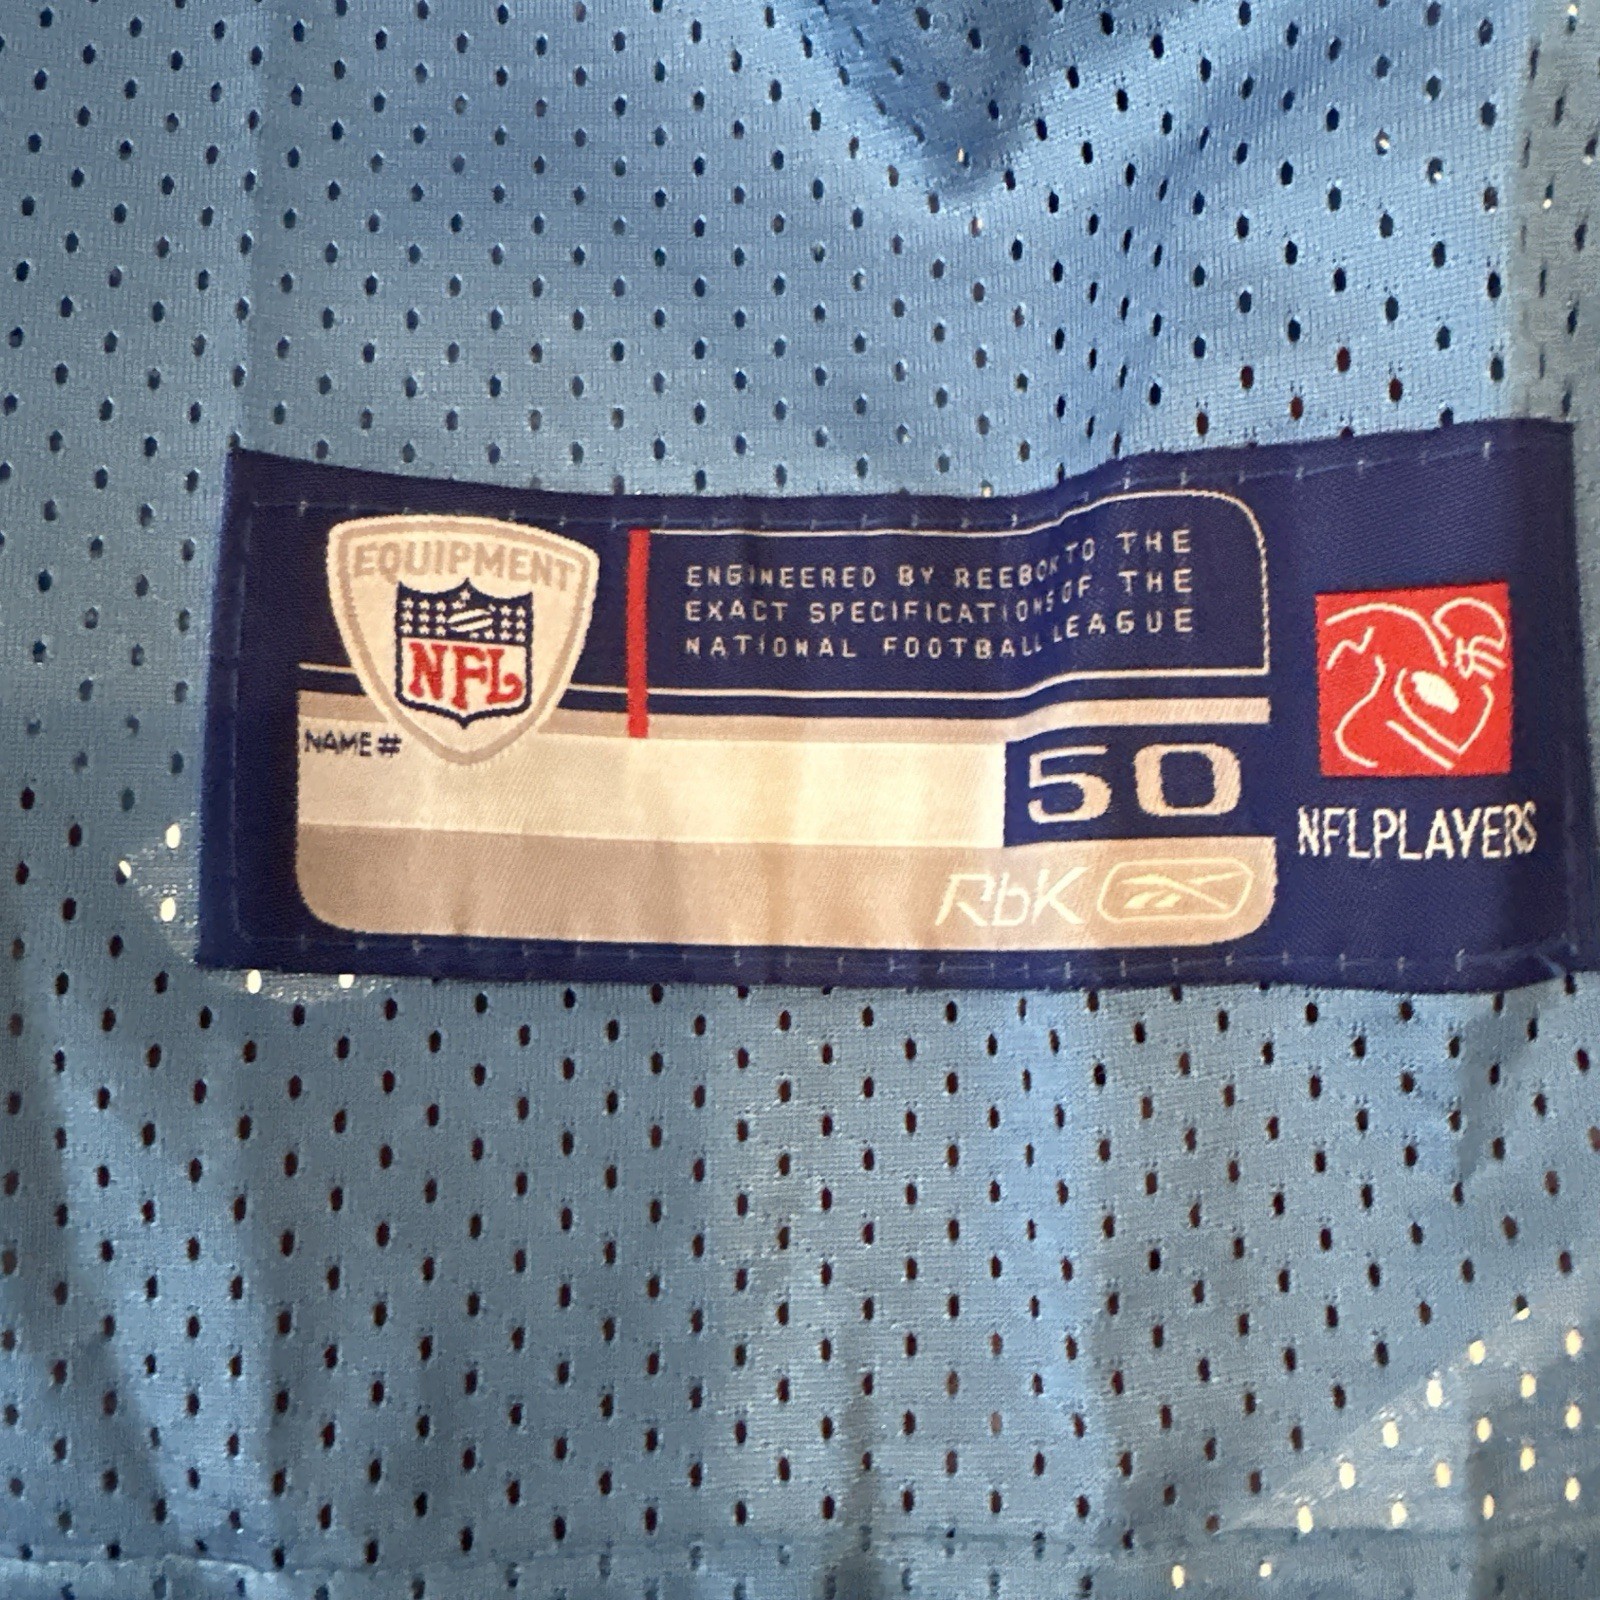 EQUIPMENT
NFL
ENGINEERED BY REEBOK TO THE
EXACT SPECIFICATIONS OF THE
NATIONAL FOOTBALL LEAGUE
NAME#
50
RbK
NFLPLAYERS